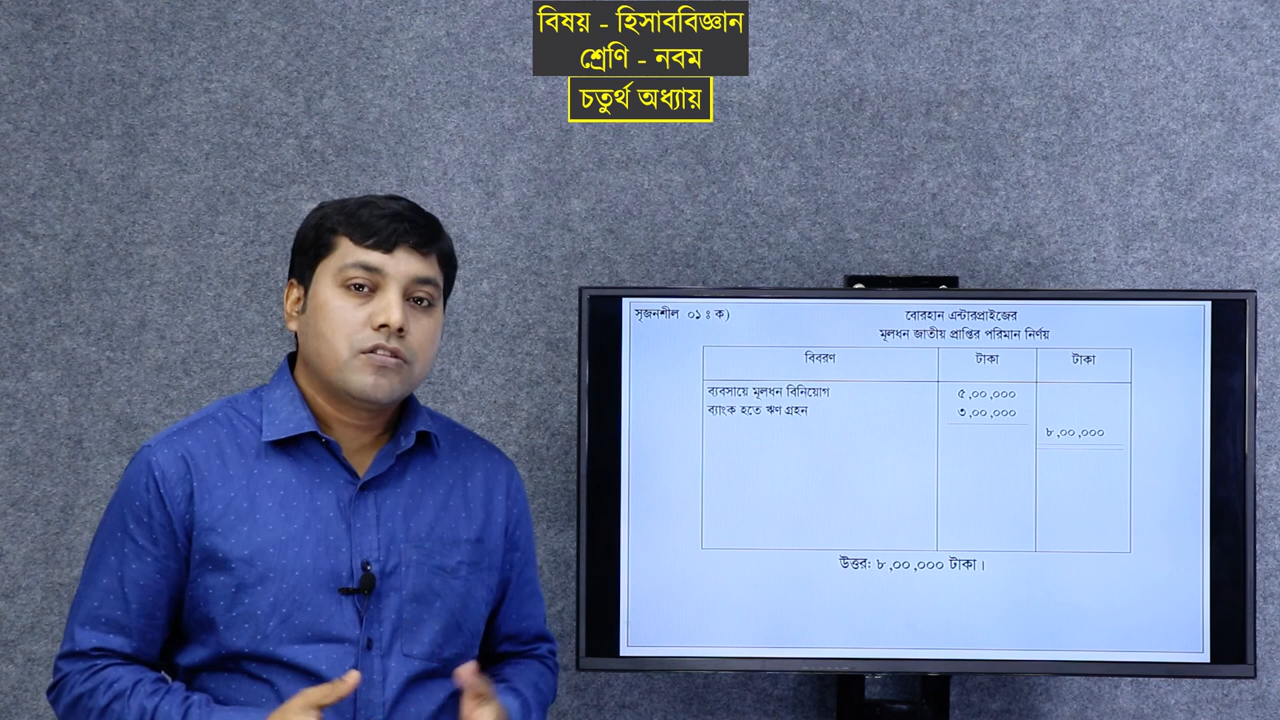 বিষয় - হিসাববিজ্ঞান
শ্রেণি - নবম
চতুর্থ অধ্যায়
সৃজনশীল ০১ঃ ক)
বোরহান এন্টারপ্রাইজের
মূলধন জাতীয় প্রাপ্তির পরিমান নির্ণয়
বিবরণ টাকা টাকা
ব্যবসায়ে মূলধন বিনিয়োগ ৫,০০,০০০
ব্যাংক হতে ঋণ গ্রহন ৩,০০,০০০
৮,০০,০০০
উত্তর: ৮,০০,০০০ টাকা।